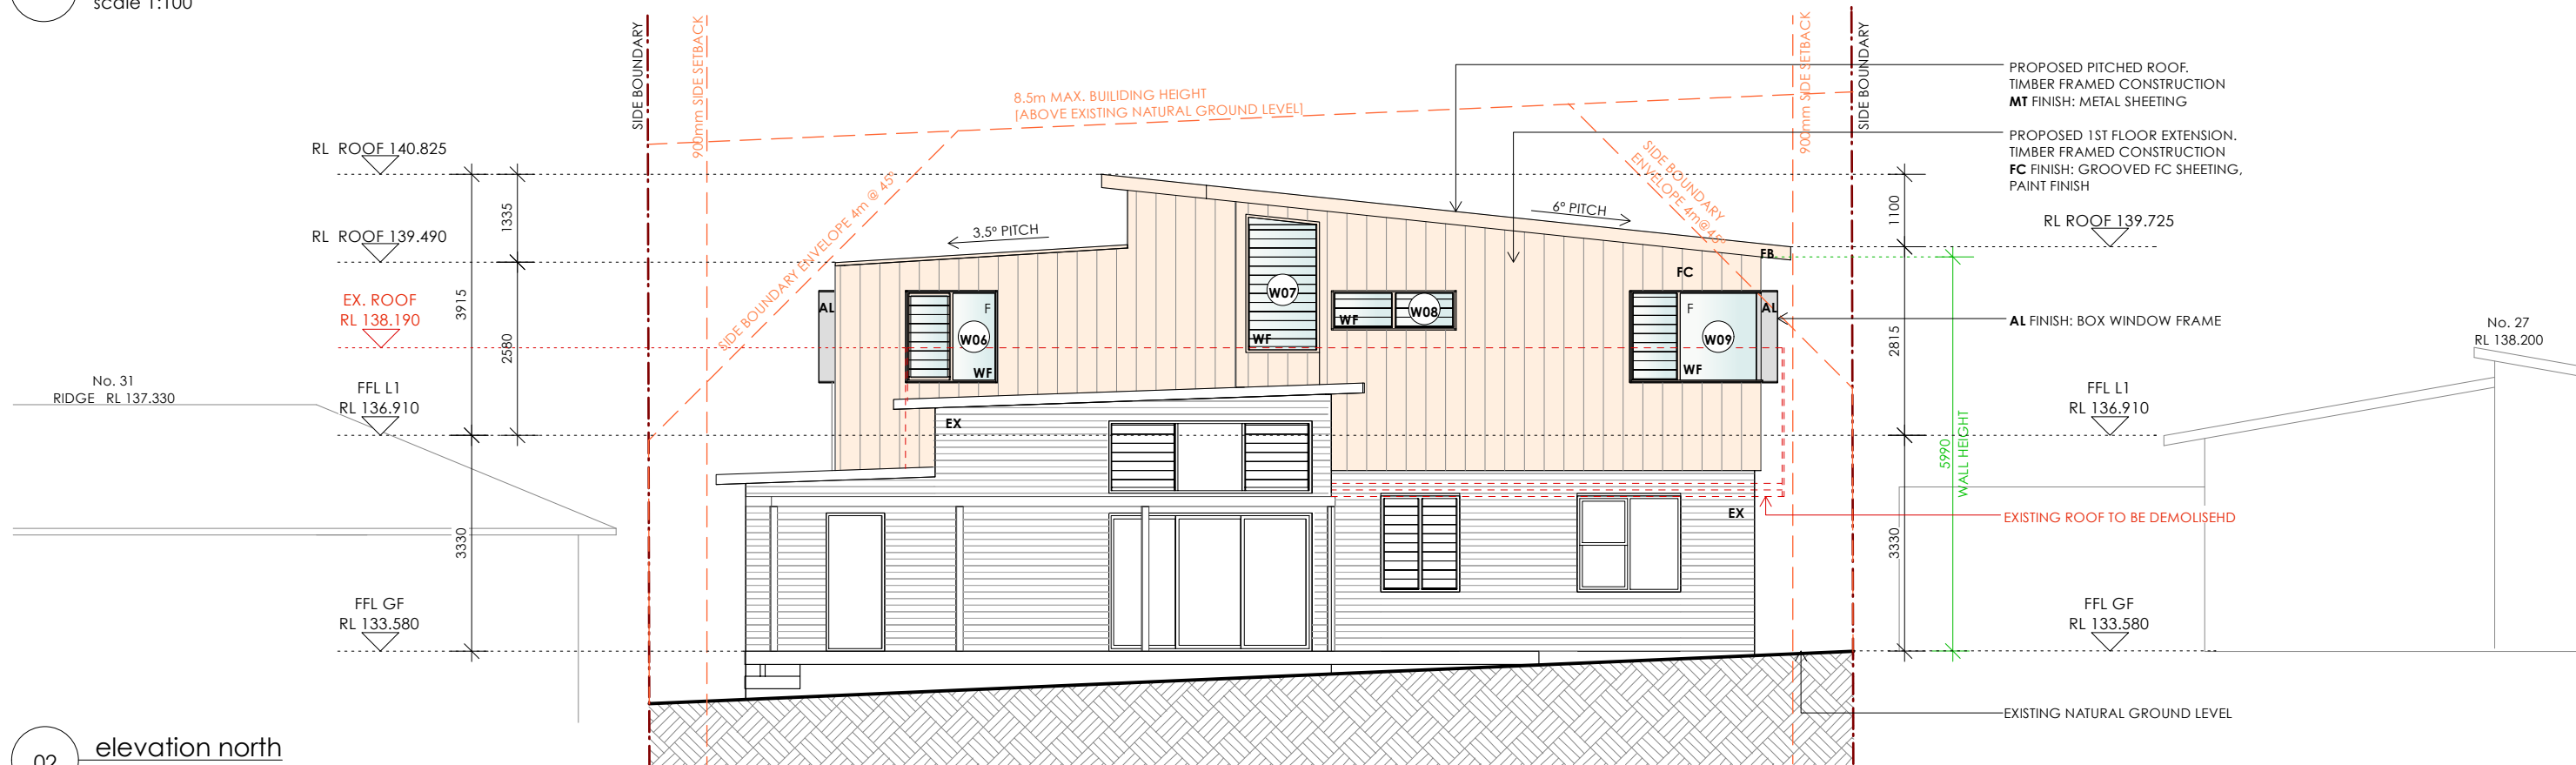 scale 1:100
SIDE BOUNDARY
900mm SIDE SETBACK
8.5m MAX. BUILIDING HEIGHT
[ABOVE EXISTING NATURAL GROUND LEVEL]
900mm SIDE SETBACK
SIDE BOUNDARY
PROPOSED PITCHED ROOF.
TIMBER FRAMED CONSTRUCTION
MT FINISH: METAL SHEETING
PROPOSED 1ST FLOOR EXTENSION.
TIMBER FRAMED CONSTRUCTION
FC FINISH: GROOVED FC SHEETING,
PAINT FINISH
RL ROOF 140.825
1335
SIDE BOUNDARY ENVELOPE 4m @ 45°
SIDE BOUNDARY
ENVELOPE 4m@45°
6° PITCH
3.5° PITCH
1100
RL ROOF 139.725
RL ROOF 139.490
FB
FC
3915
2580
EX. ROOF
RL 138.190
AL
F
W06
WF
W07
WF
WF
W08
F
W09
WF
AL
AL FINISH: BOX WINDOW FRAME
2815
No. 27
RL 138.200
No. 31
RIDGE RL 137.330
FFL L1
RL 136.910
EX
FFL L1
RL 136.910
5990
WALL HEIGHT
EX
EXISTING ROOF TO BE DEMOLISEHD
3330
3330
FFL GF
RL 133.580
FFL GF
RL 133.580
EXISTING NATURAL GROUND LEVEL
02
elevation north